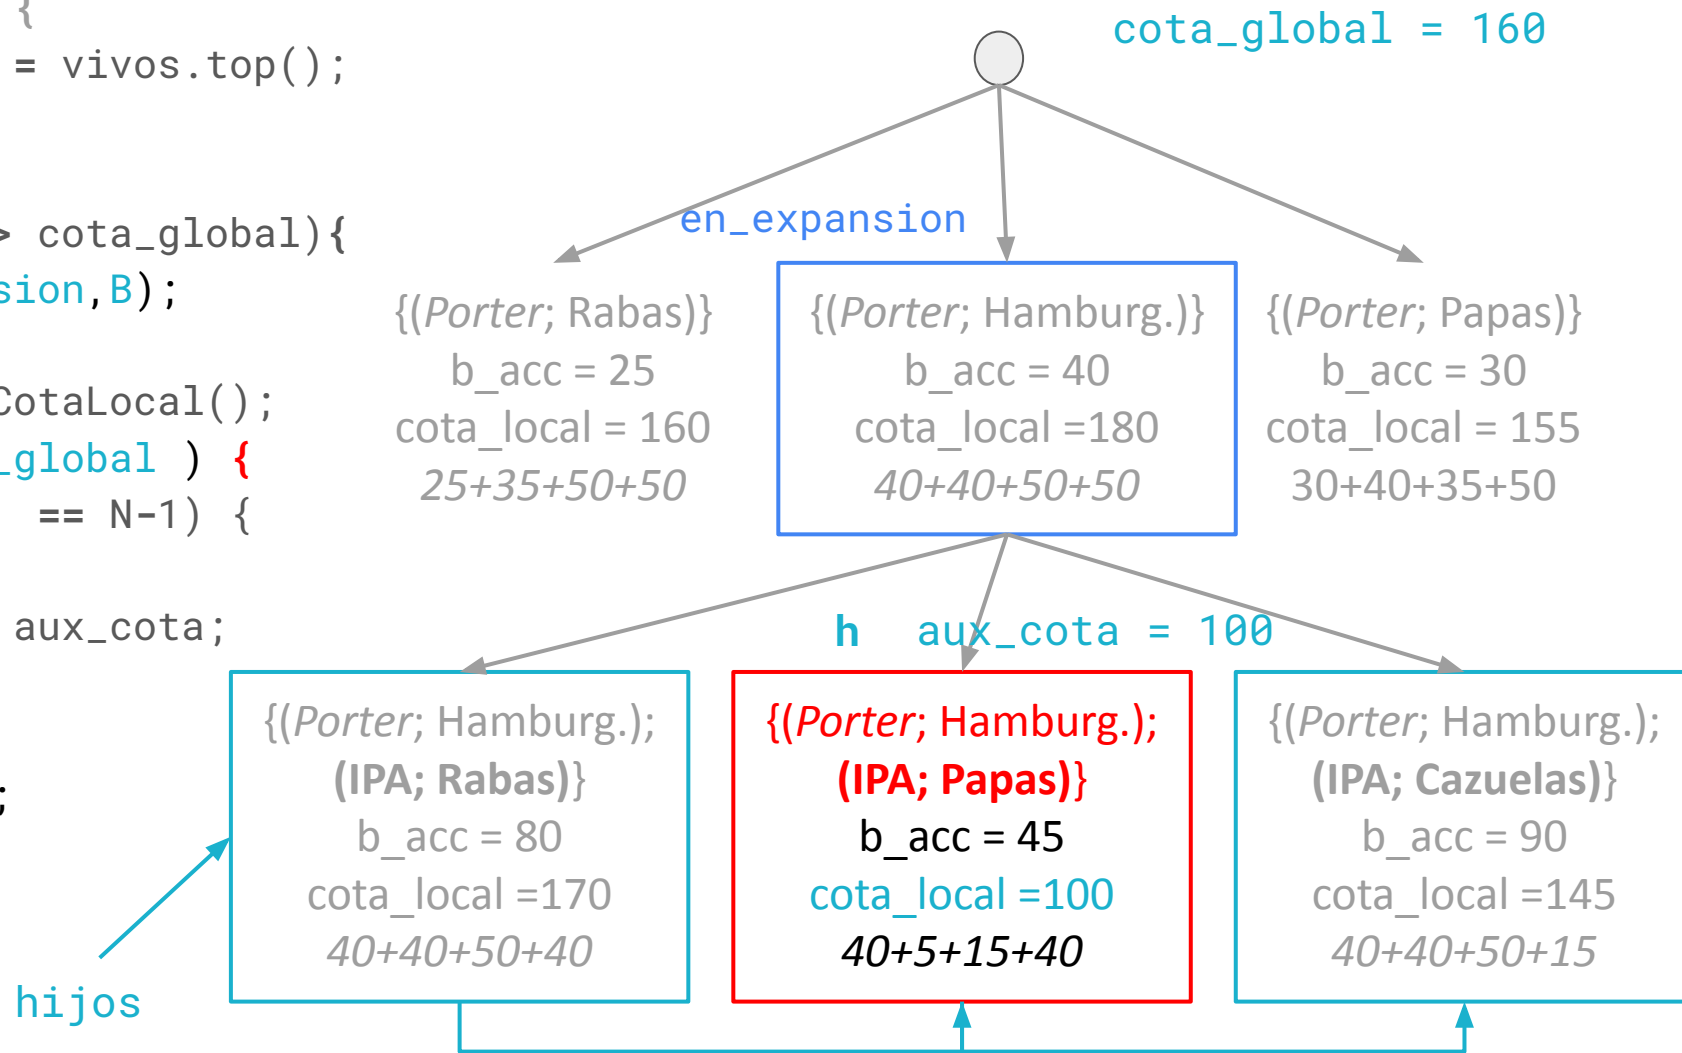 {
= vivos.top();
> cota_global){
sion,B);
CotaLocal();
_global ) {
== N-1) {
aux_cota;
;
hijos
cota_global = 160
en_expansion
{(Porter; Rabas)}
b_acc = 25
cota_local = 160
25+35+50+50
{(Porter; Hamburg.)}
b_acc = 40
cota_local =180
40+40+50+50
{(Porter; Papas)}
b_acc = 30
cota_local = 155
30+40+35+50
h aux_cota = 100
{(Porter; Hamburg.);
(IPA; Rabas)}
b_acc = 80
cota_local =170
40+40+50+40
{(Porter; Hamburg.);
(IPA; Papas)}
b_acc = 45
cota_local =100
40+5+15+40
{(Porter; Hamburg.);
(IPA; Cazuelas)}
b_acc = 90
cota_local =145
40+40+50+15